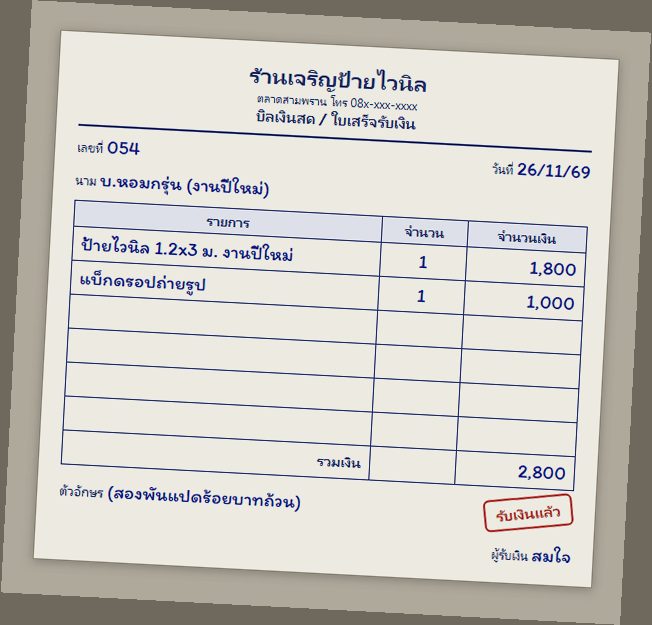 ร้านเจริญป้ายไวนิล
ตลาดสามพราน โทร 08x-xxx-xxxx
บิลเงินสด / ใบเสร็จรับเงิน
เลขที่ 054
วันที่ 26/11/69
นาม บ.หอมกรุ่น (งานปีใหม่)
รายการ จำนวน จำนวนเงิน
ป้ายไวนิล 1.2x3 ม. งานปีใหม่ 1 1,800
แบ็กดรอปถ่ายรูป 1 1,000
รวมเงิน 2,800
ตัวอักษร (สองพันแปดร้อยบาทถ้วน)
รับเงินแล้ว
ผู้รับเงิน สมใจ